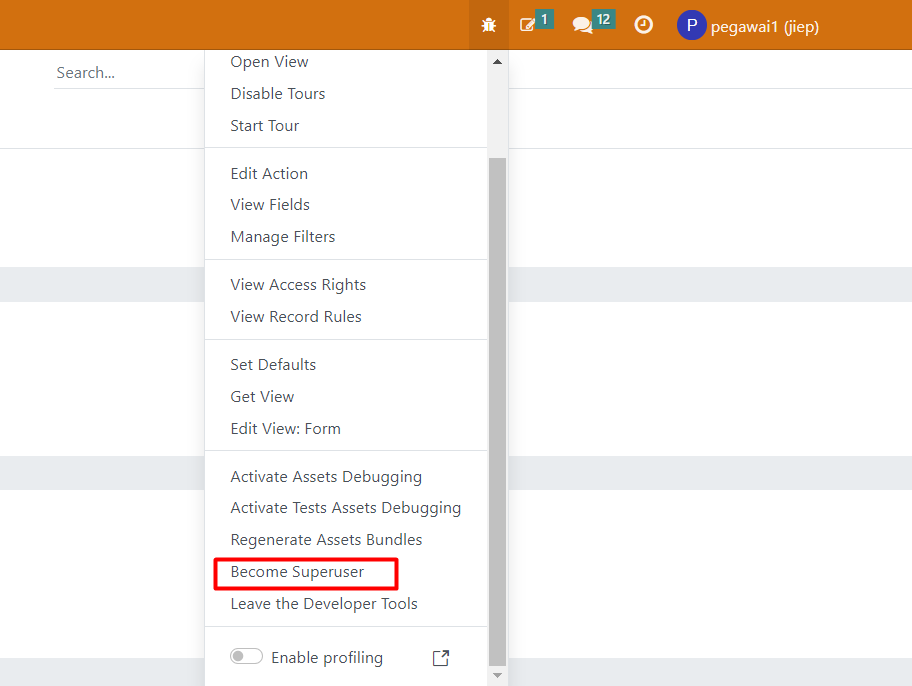 1 12 P pegawai1 (jiep)
Search...
Open View
Disable Tours
Start Tour
Edit Action
View Fields
Manage Filters
View Access Rights
View Record Rules
Set Defaults
Get View
Edit View: Form
Activate Assets Debugging
Activate Tests Assets Debugging
Regenerate Assets Bundles
Become Superuser
Leave the Developer Tools
Enable profiling